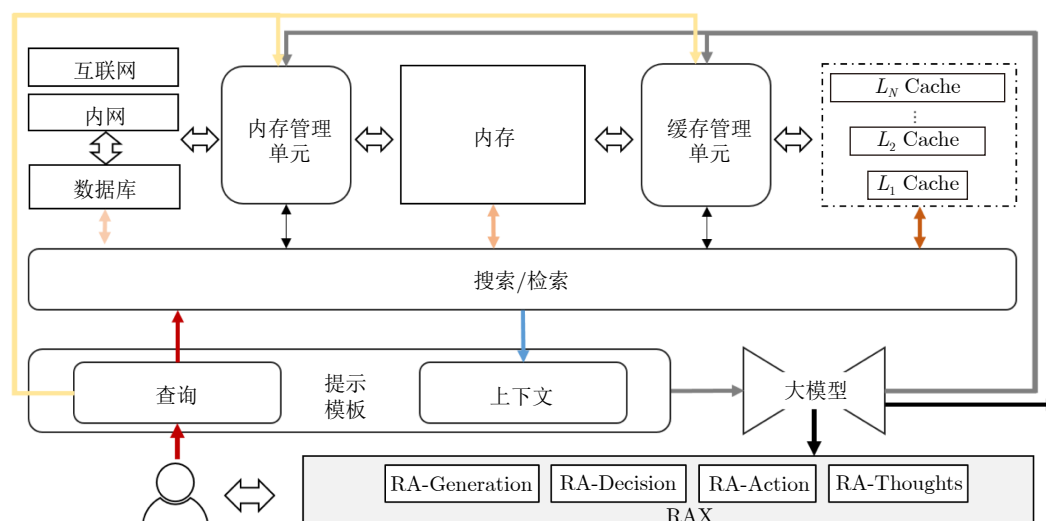 互联网
内网
数据库
内存管理
单元
内存
缓存管理
单元
L_N Cache
⋮
L_2 Cache
L_1 Cache
搜索/检索
查询
提示
模板
上下文
大模型
RA-Generation
RA-Decision
RA-Action
RA-Thoughts
RAX